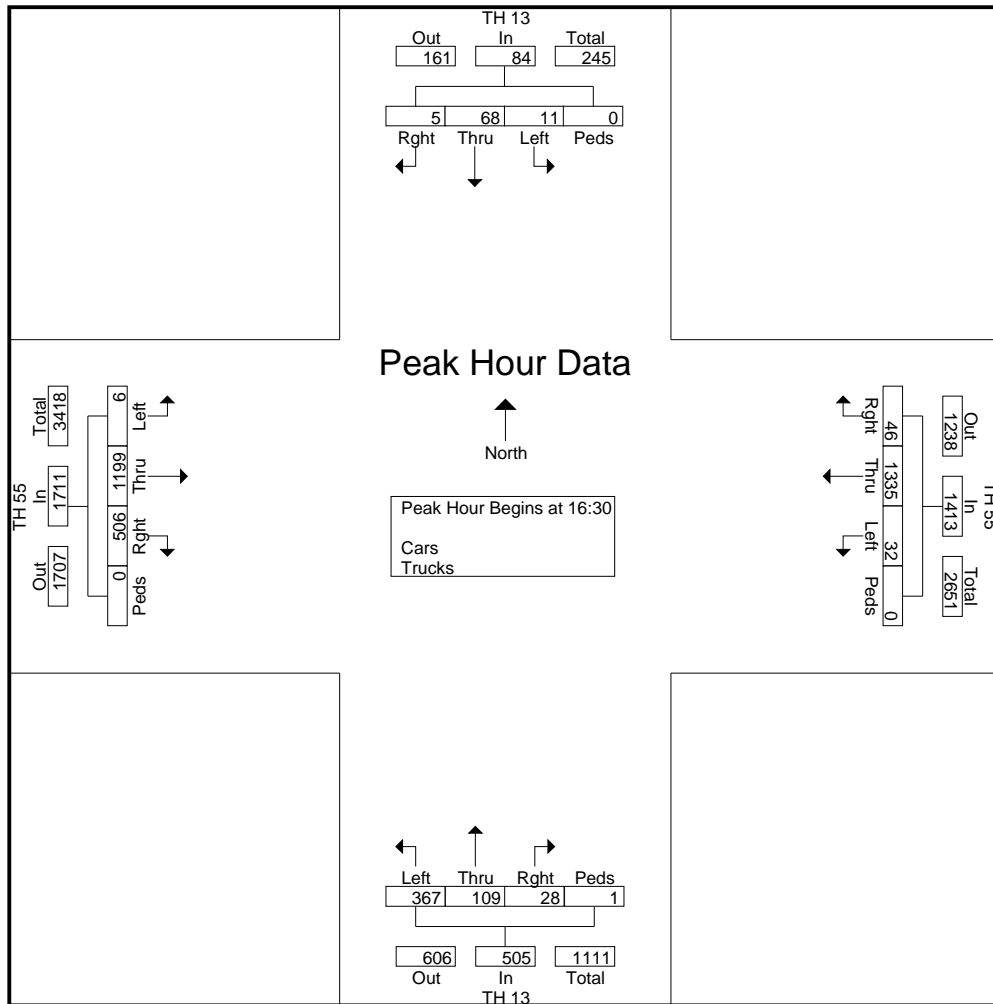 TH 13
Out In Total
161 84 245
5 68 11 0
Rght Thru Left Peds
Peak Hour Data
North
Peak Hour Begins at 16:30
Cars
Trucks
TH 55
Total In Out
3418 1711 1707
6 1199 506 0
Left Thru Rght Peds
TH 55
Out In Total
1238 1413 2651
46 1335 32 0
Rght Thru Left Peds
Left Thru Rght Peds
367 109 28 1
606 505 1111
Out In Total
TH 13